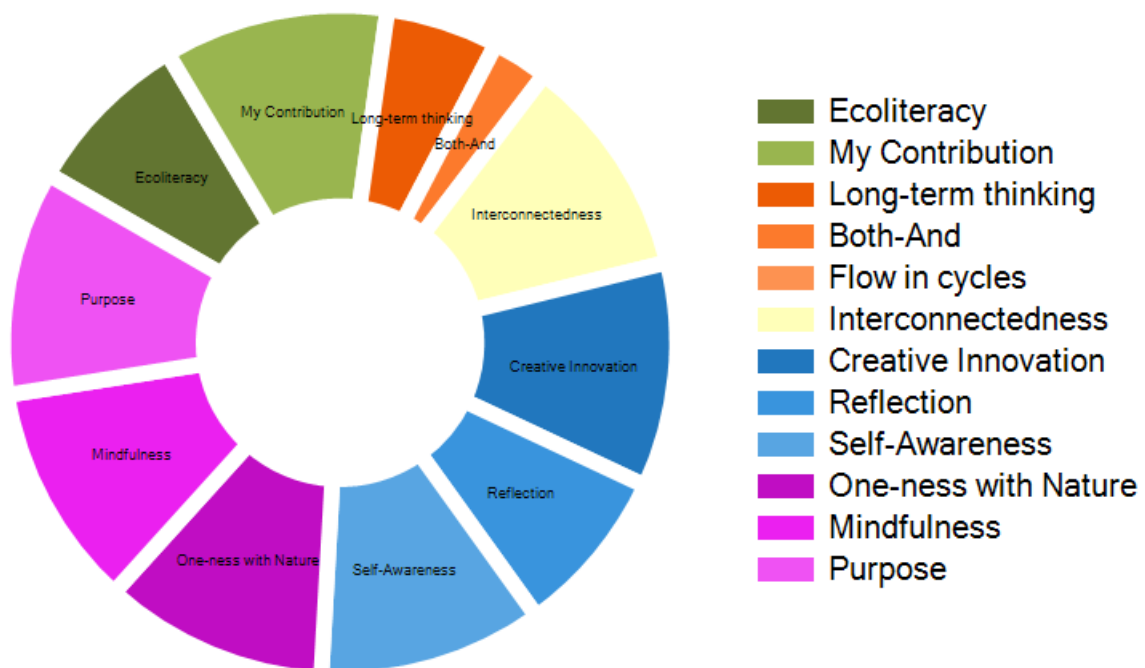 My Contribution
Long-term thinking
Both-And
Ecoliteracy
Interconnectedness
Purpose
Creative Innovation
Mindfulness
Reflection
One-ness with Nature
Self-Awareness
Ecoliteracy
My Contribution
Long-term thinking
Both-And
Flow in cycles
Interconnectedness
Creative Innovation
Reflection
Self-Awareness
One-ness with Nature
Mindfulness
Purpose